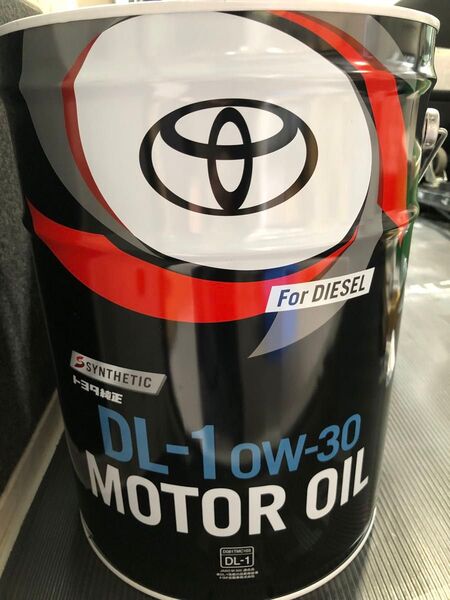 For DIESEL
SYNTHETIC
トヨタ純正
DL-1 0W-30
MOTOR OIL
DL-1